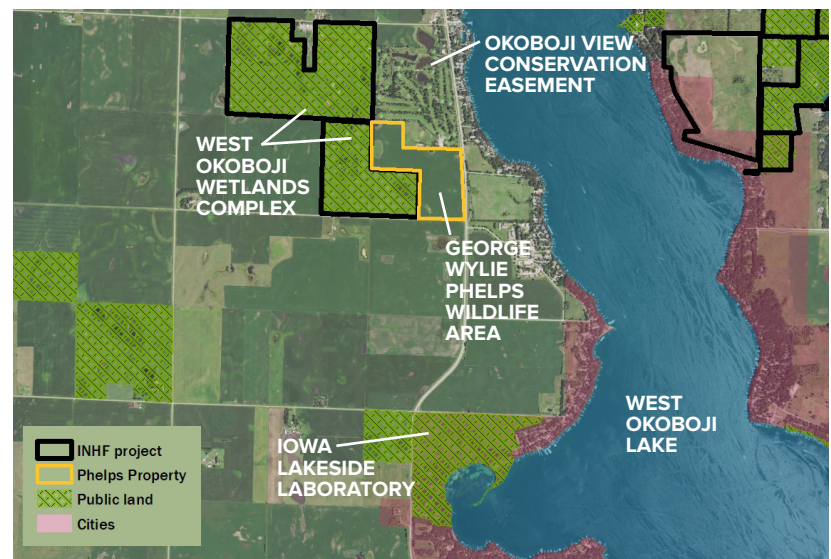 OKOBOJI VIEW
CONSERVATION
EASEMENT
WEST
OKOBOJI
WETLANDS
COMPLEX
GEORGE
WYLIE
PHELPS
WILDLIFE
AREA
WEST
OKOBOJI
LAKE
IOWA
LAKESIDE
LABORATORY
INHF project
Phelps Property
Public land
Cities